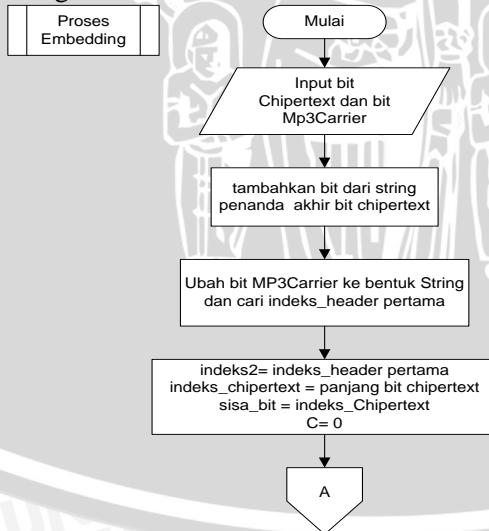 Proses
Embedding
Mulai
Input bit
Chipertext dan bit
Mp3Carrier
tambahkan bit dari string
penanda akhir bit chipertext
Ubah bit MP3Carrier ke bentuk String
dan cari indeks_header pertama
indeks2= indeks_header pertama
indeks_chipertext = panjang bit chipertext
sisa_bit = indeks_Chipertext
C= 0
A